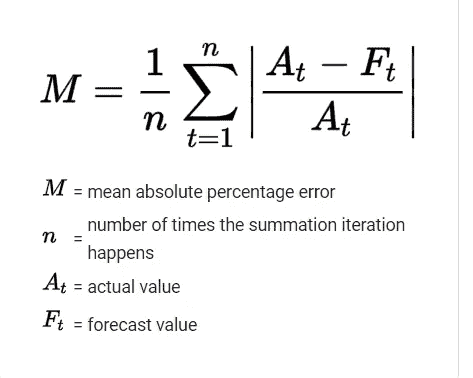 M = 1/n ∑_{t=1}^{n} |(A_t − F_t)/A_t|
M = mean absolute percentage error
n = number of times the summation iteration
happens
A_t = actual value
F_t = forecast value